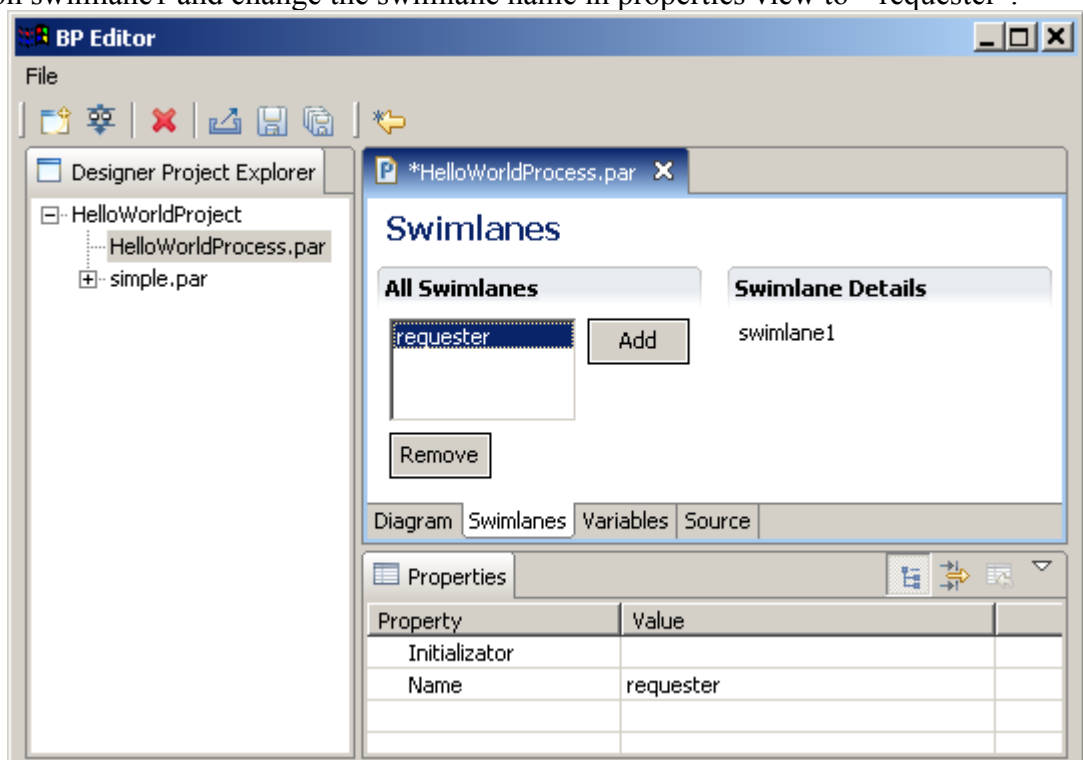 on swimlane1 and change the swimlane name in properties view to "requester".
BP Editor
File
Designer Project Explorer
*HelloWorldProcess.par
HelloWorldProject
HelloWorldProcess.par
simple.par
Swimlanes
All Swimlanes
Swimlane Details
requester
Add
swimlane1
Remove
Diagram Swimlanes Variables Source
Properties
Property Value
Initializator
Name requester